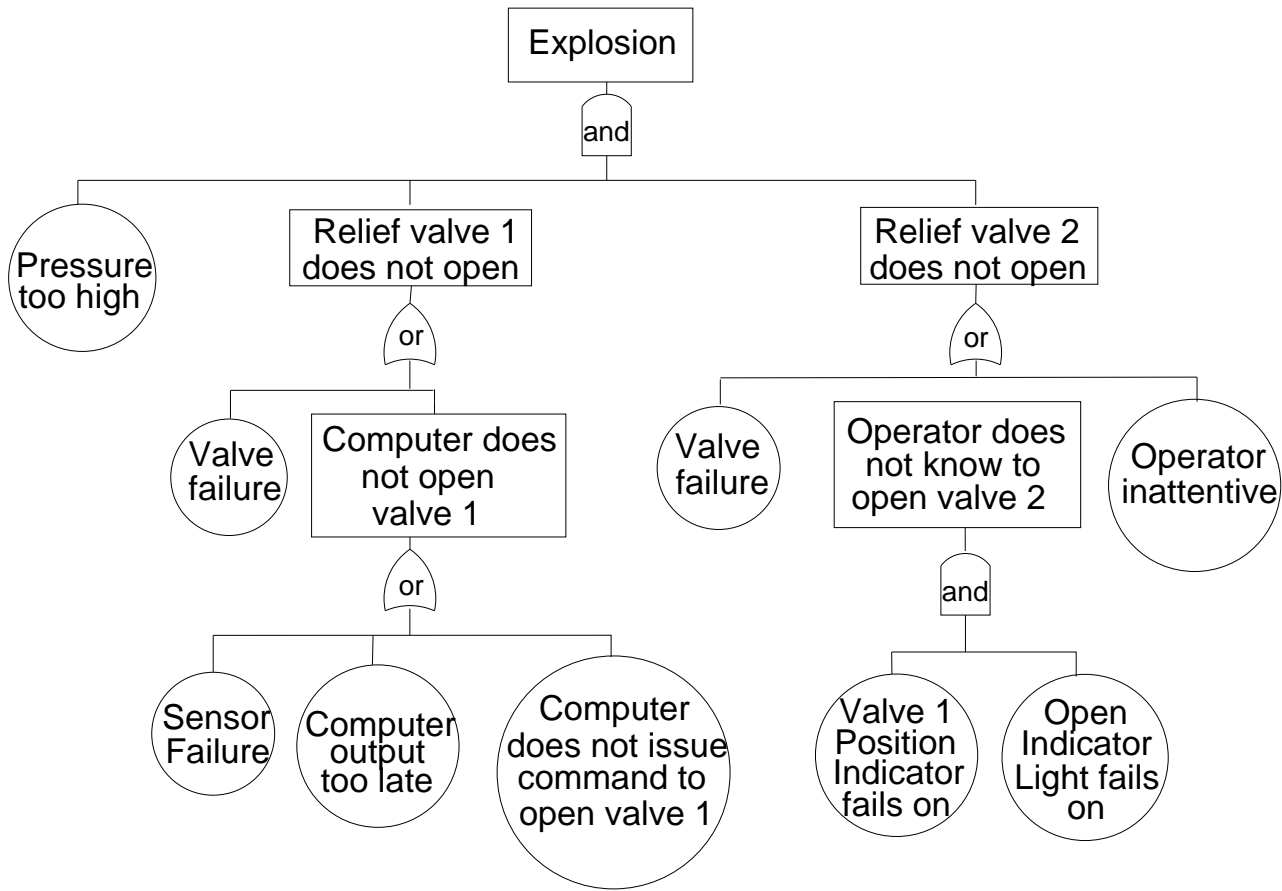 Explosion
and
Pressure
too high
Relief valve 1
does not open
Relief valve 2
does not open
or
or
Valve
failure
Computer does
not open
valve 1
Valve
failure
Operator does
not know to
open valve 2
Operator
inattentive
or
and
Sensor
Failure
Computer
output
too late
Computer
does not issue
command to
open valve 1
Valve 1
Position
Indicator
fails on
Open
Indicator
Light fails
on